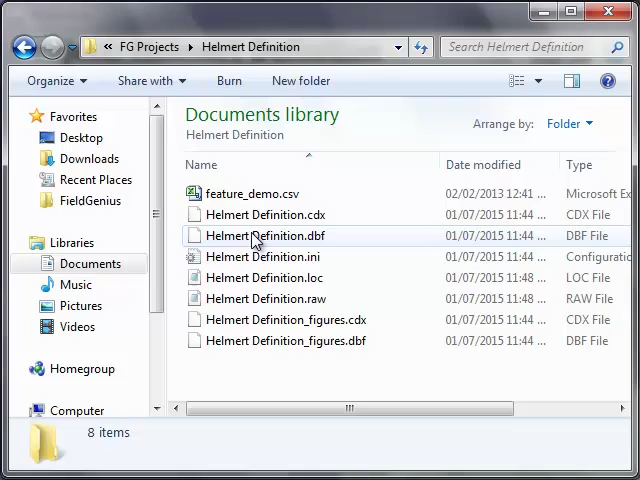 « FG Projects ▸ Helmert Definition
Search Helmert Definition
Organize Share with Burn New folder
Favorites
Desktop
Downloads
Recent Places
FieldGenius
Libraries
Documents
Music
Pictures
Videos
Homegroup
Computer
Documents library
Helmert Definition
Arrange by: Folder
Name Date modified Type
feature_demo.csv 02/02/2013 12:41 ... Microsoft Ex
Helmert Definition.cdx 01/07/2015 11:44 ... CDX File
Helmert Definition.dbf 01/07/2015 11:44 ... DBF File
Helmert Definition.ini 01/07/2015 11:44 ... Configuratio
Helmert Definition.loc 01/07/2015 11:48 ... LOC File
Helmert Definition.raw 01/07/2015 11:48 ... RAW File
Helmert Definition_figures.cdx 01/07/2015 11:44 ... CDX File
Helmert Definition_figures.dbf 01/07/2015 11:44 ... DBF File
8 items